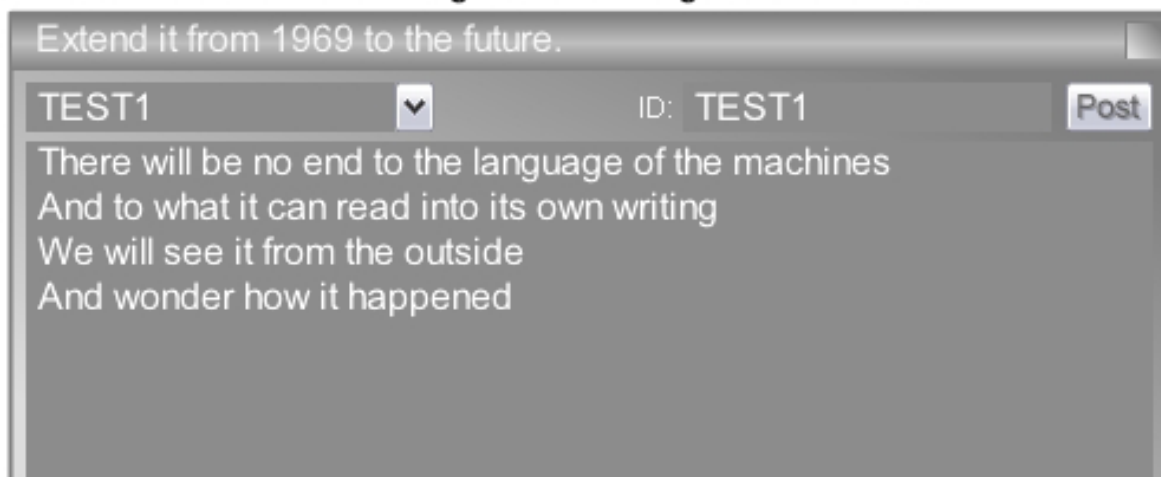 Extend it from 1969 to the future.
TEST1 ID: TEST1 Post
There will be no end to the language of the machines
And to what it can read into its own writing
We will see it from the outside
And wonder how it happened